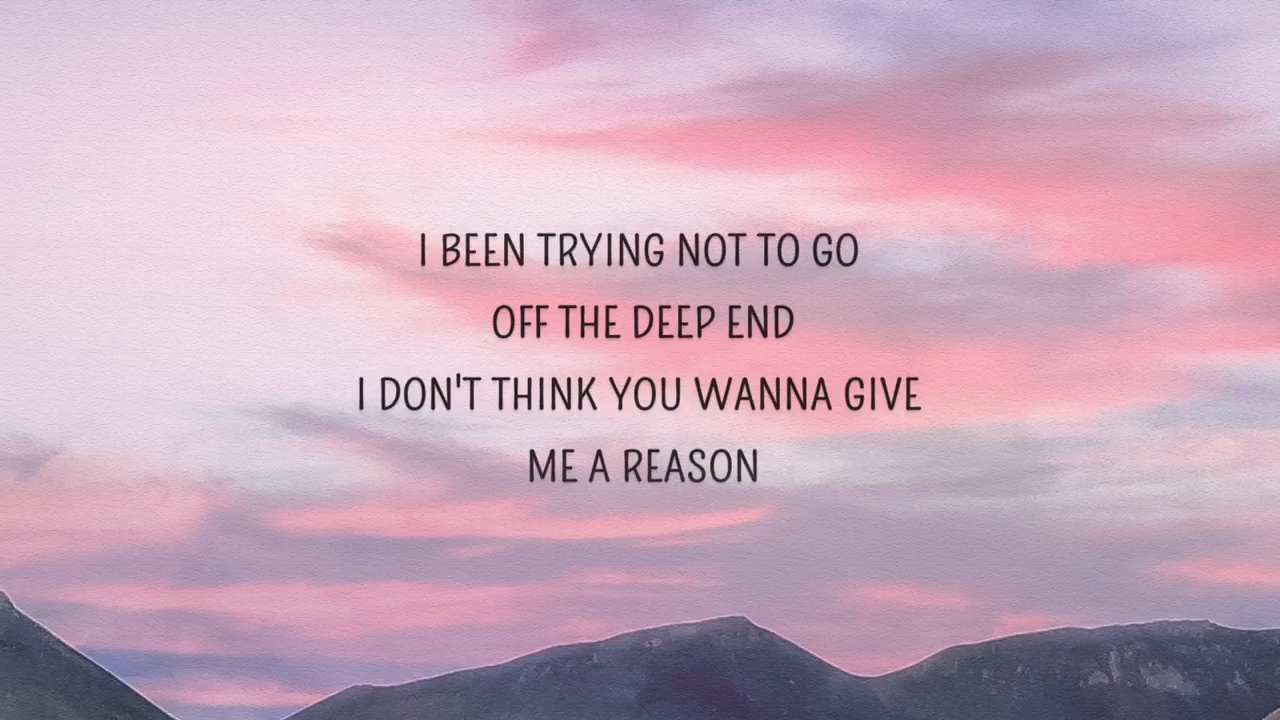 I BEEN TRYING NOT TO GO
OFF THE DEEP END
I DON'T THINK YOU WANNA GIVE
ME A REASON